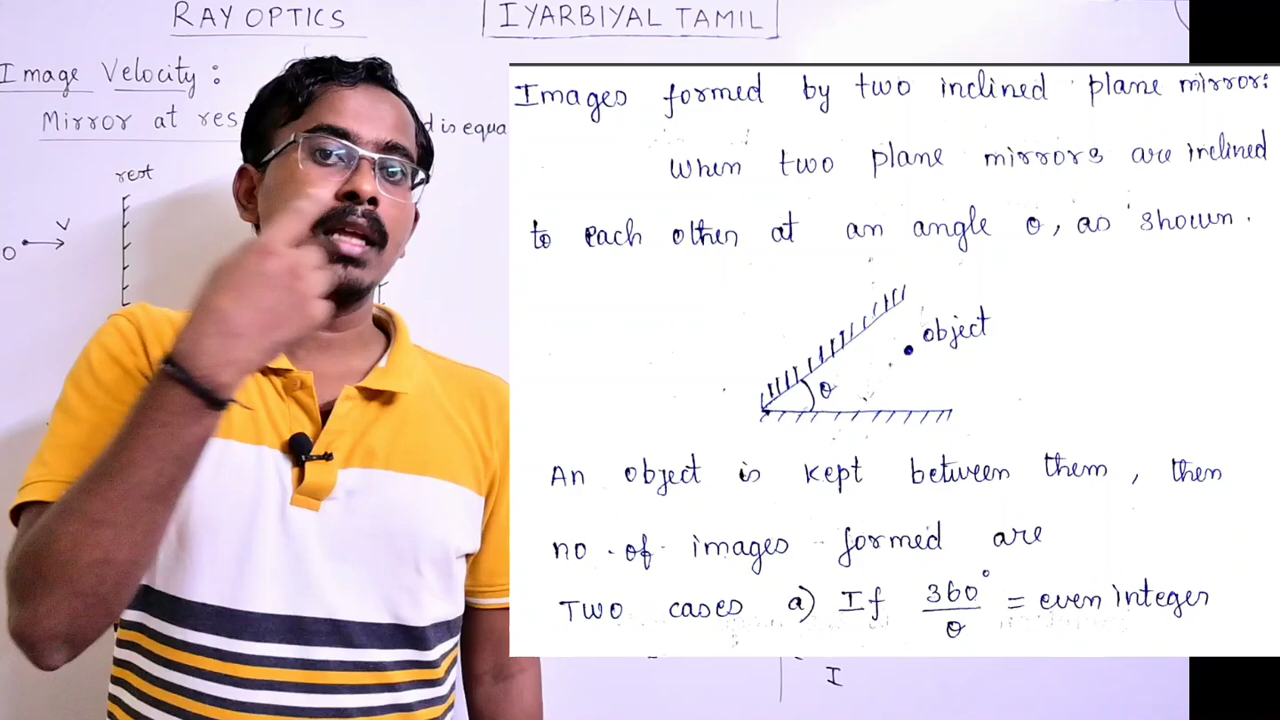 RAY OPTICS
IYARBIYAL TAMIL
Image Velocity:
Mirror at res
d is equa
rest
V
O
I
Images formed by two inclined plane mirror:
When two plane mirrors are inclined
to each other at an angle θ, as shown.
object
θ
An object is kept between them, then
no. of images formed are
TWO cases a) If 360°/θ = even integer